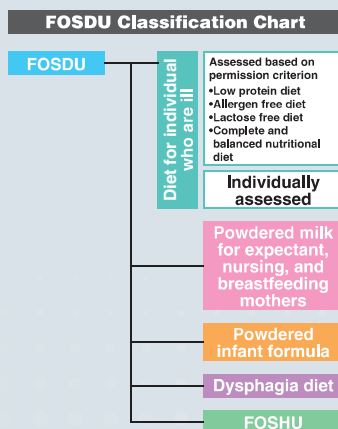 FOSDU Classification Chart
FOSDU
Diet for individual
who are ill
Assessed based on
permission criterion
•Low protein diet
•Allergen free diet
•Lactose free diet
•Complete and
balanced nutritional
diet
Individually
assessed
Powdered milk
for expectant,
nursing, and
breastfeeding
mothers
Powdered
infant formula
Dysphagia diet
FOSHU